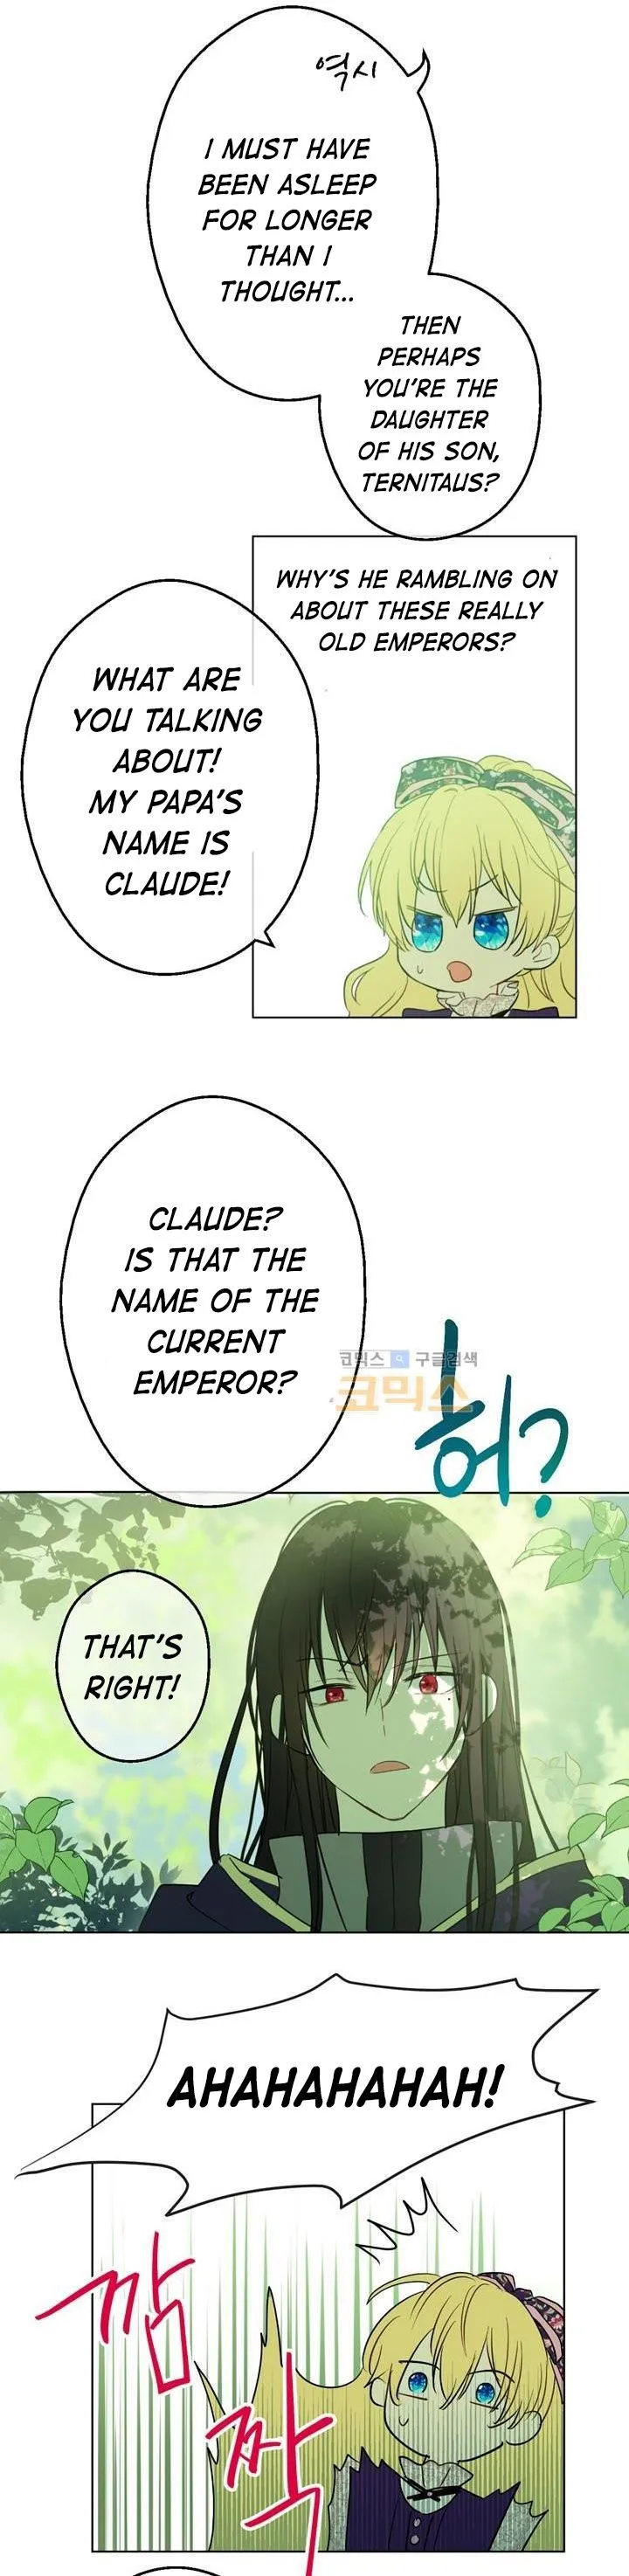 역시
I MUST HAVE
BEEN ASLEEP
FOR LONGER
THAN I
THOUGHT...
THEN
PERHAPS
YOU'RE THE
DAUGHTER
OF HIS SON,
TERNITAUS?
WHY'S HE RAMBLING ON
ABOUT THESE REALLY
OLD EMPERORS?
WHAT ARE
YOU TALKING
ABOUT!
MY PAPA'S
NAME IS
CLAUDE!
CLAUDE?
IS THAT THE
NAME OF THE
CURRENT
EMPEROR?
코믹스 구글검색
코믹스
허?
THAT'S
RIGHT!
AHAHAHAHAH!
깜
짝